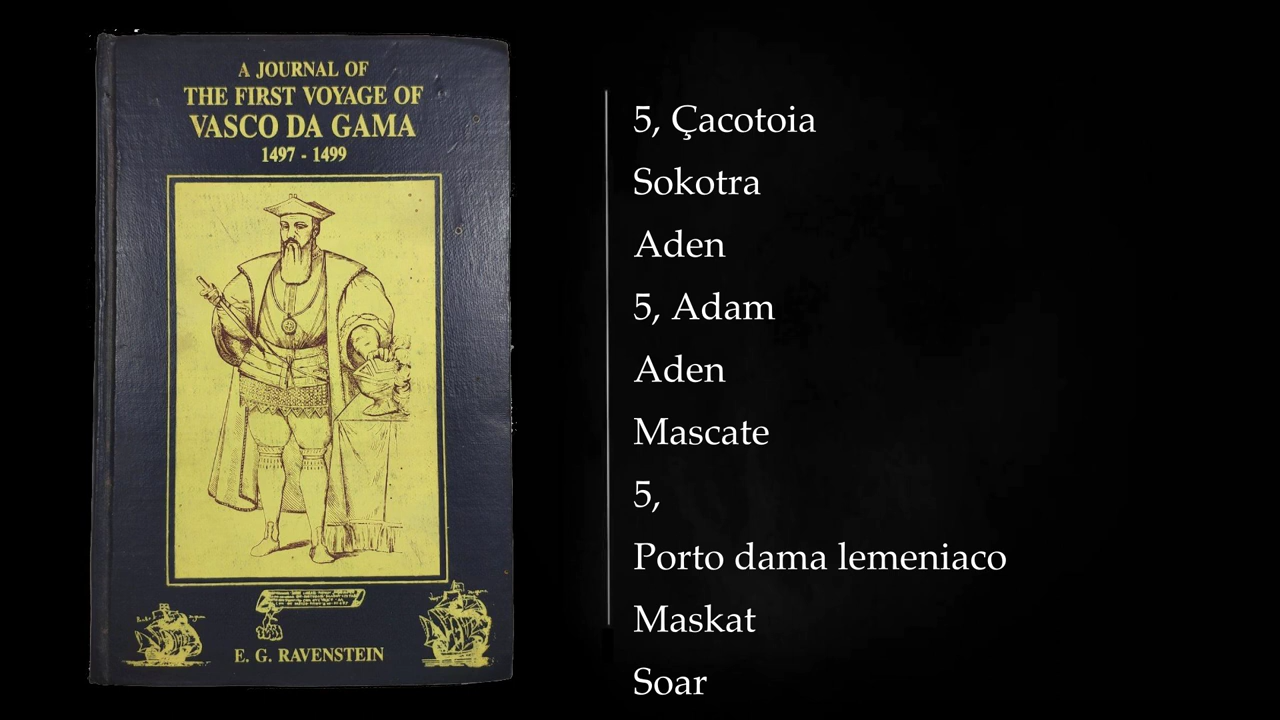 A JOURNAL OF
THE FIRST VOYAGE OF
VASCO DA GAMA
1497 - 1499
E. G. RAVENSTEIN
5, Çacotoia
Sokotra
Aden
5, Adam
Aden
Mascate
5,
Porto dama lemeniaco
Maskat
Soar